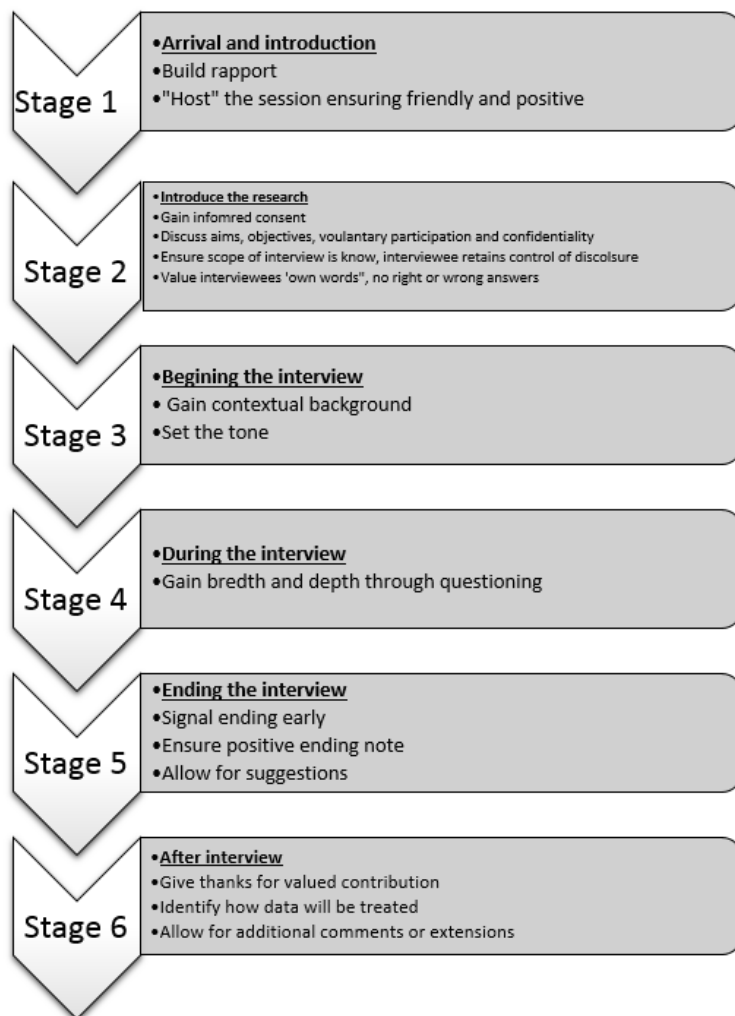 Stage 1
•Arrival and introduction
•Build rapport
•"Host" the session ensuring friendly and positive
Stage 2
•Introduce the research
•Gain infomred consent
•Discuss aims, objectives, voulantary participation and confidentiality
•Ensure scope of interview is know, interviewee retains control of discolsure
•Value interviewees 'own words", no right or wrong answers
Stage 3
•Begining the interview
• Gain contextual background
•Set the tone
Stage 4
•During the interview
•Gain bredth and depth through questioning
Stage 5
•Ending the interview
•Signal ending early
•Ensure positive ending note
•Allow for suggestions
Stage 6
•After interview
•Give thanks for valued contribution
•Identify how data will be treated
•Allow for additional comments or extensions